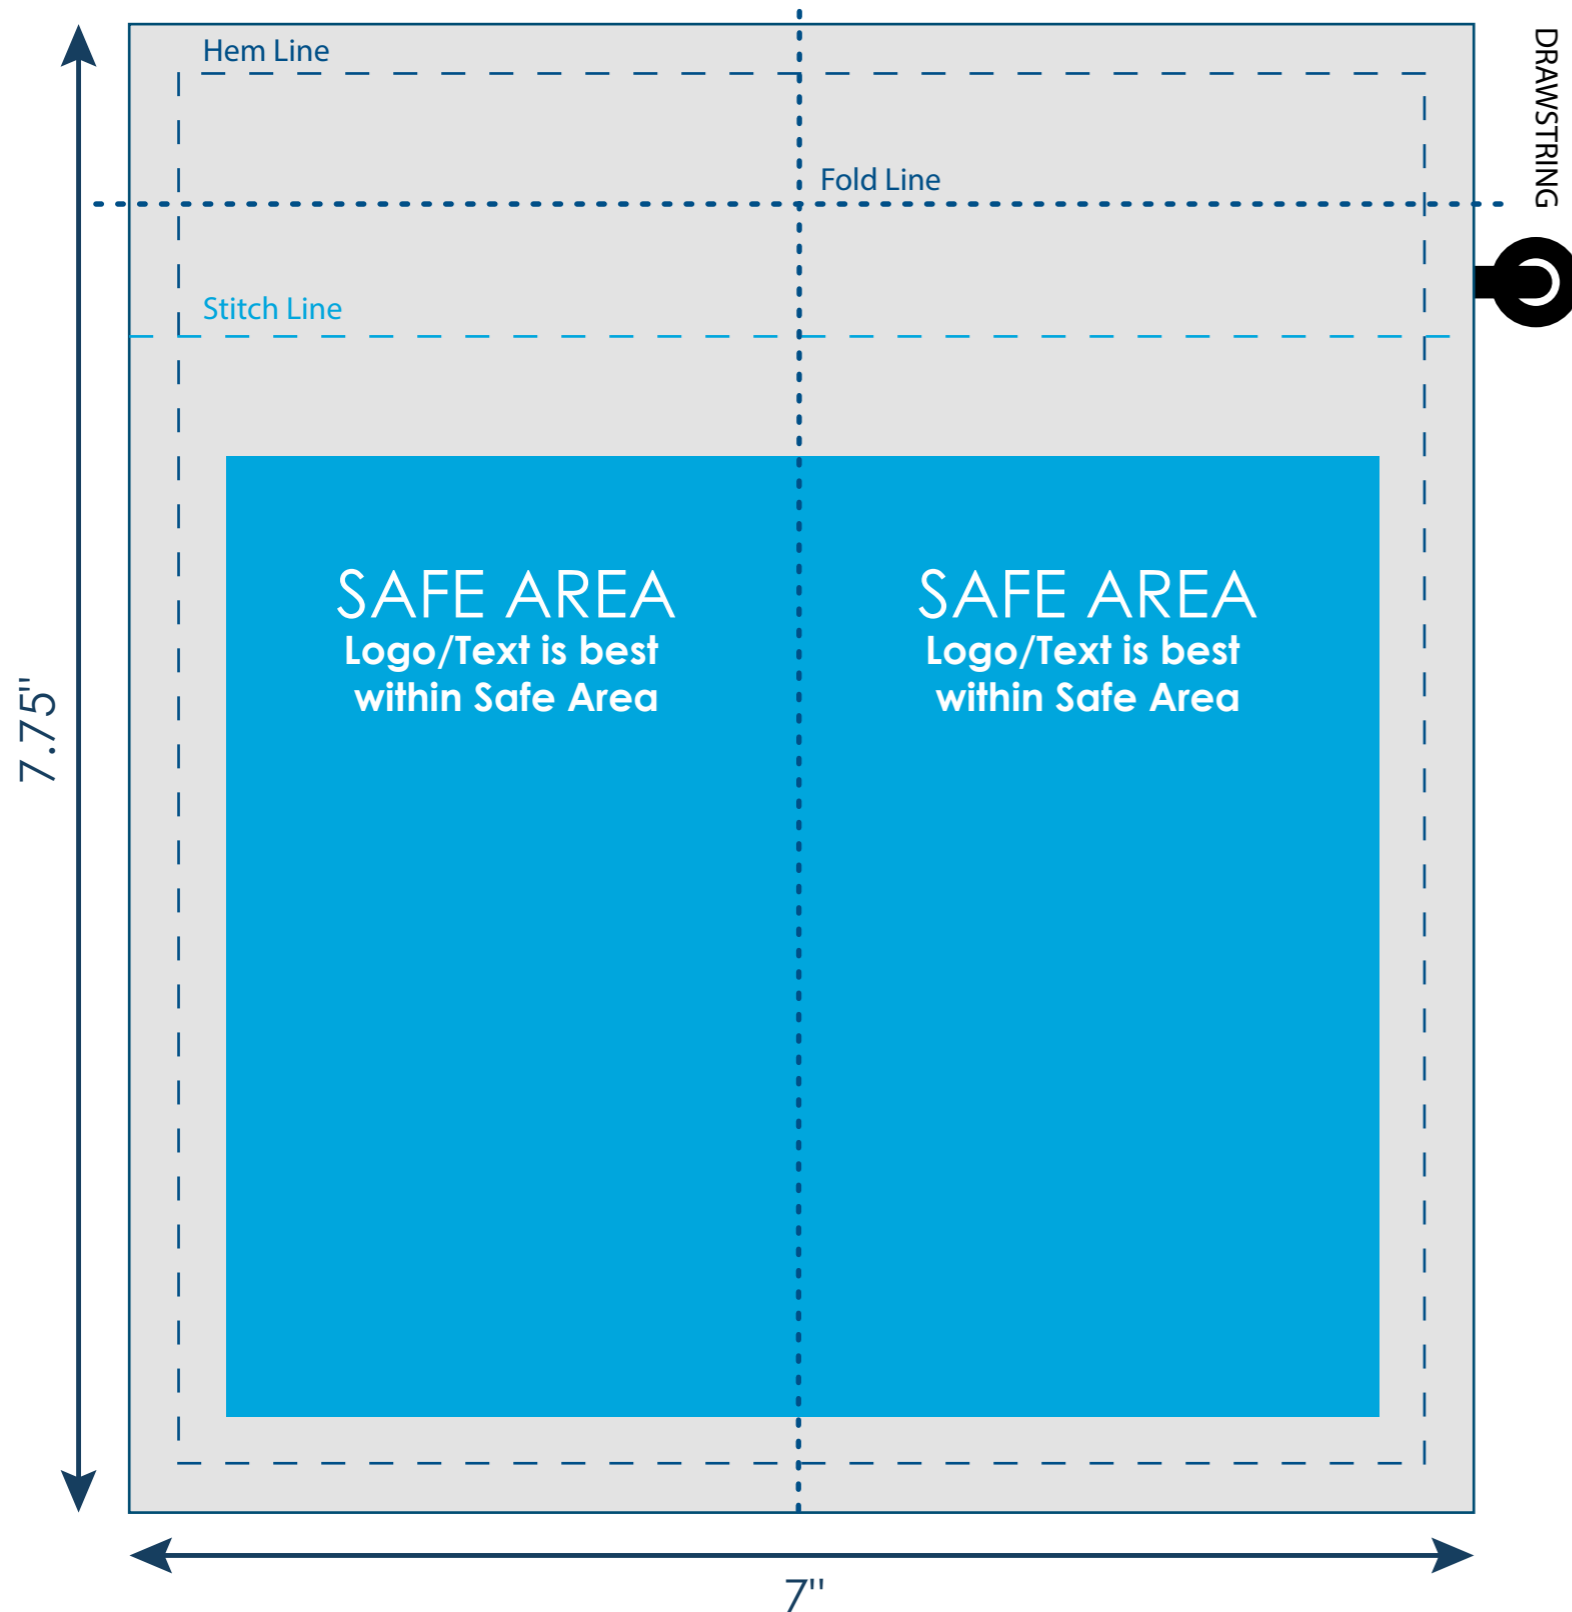 Hem Line
DRAWSTRING
Fold Line
Stitch Line
SAFE AREA
Logo/Text is best
within Safe Area
SAFE AREA
Logo/Text is best
within Safe Area
7.75"
7"